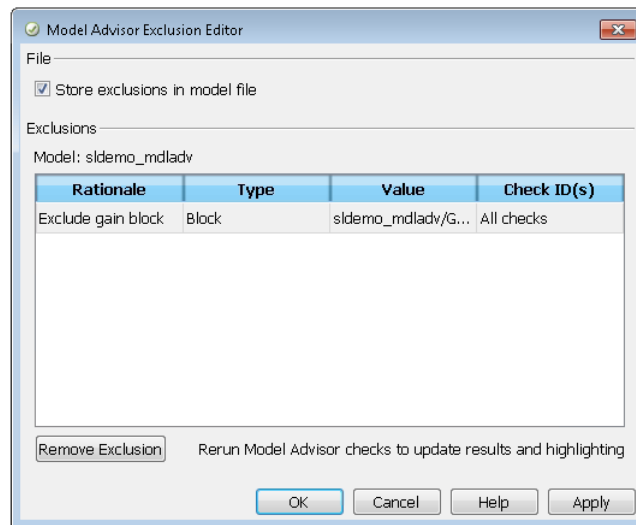 Model Advisor Exclusion Editor
File
Store exclusions in model file
Exclusions
Model: sldemo_mdladv
Rationale Type Value Check ID(s)
Exclude gain block Block sldemo_mdladv/G... All checks
Remove Exclusion Rerun Model Advisor checks to update results and highlighting
OK Cancel Help Apply